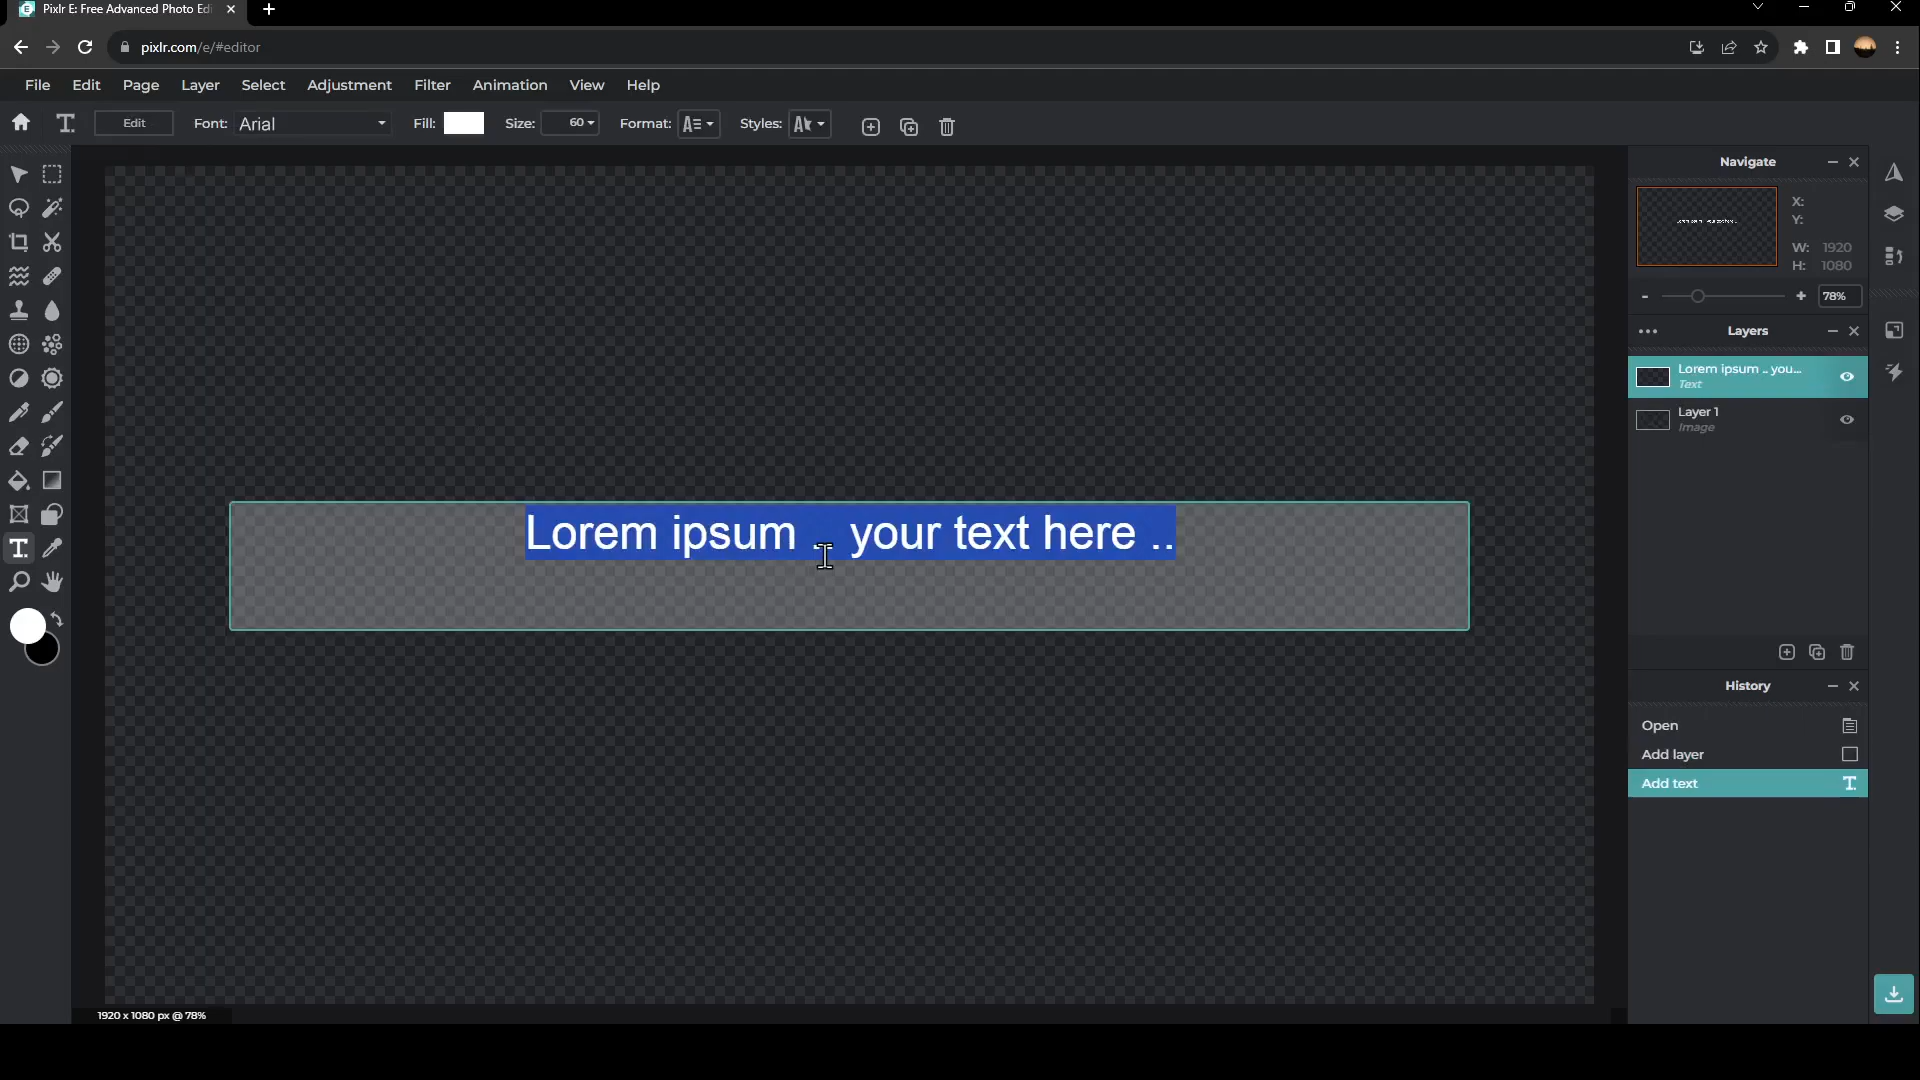 Pixlr E: Free Advanced Photo Edi
pixlr.com/e/#editor
File Edit Page Layer Select Adjustment Filter Animation View Help
Edit Font: Arial Fill: Size: 60 Format: Styles:
Navigate
X:
Y:
W: 1920
H: 1080
- + 78%
Layers
Lorem ipsum .. you...
Text
Layer 1
Image
Lorem ipsum .. your text here ..
History
Open
Add layer
Add text
1920 x 1080 px @ 78%